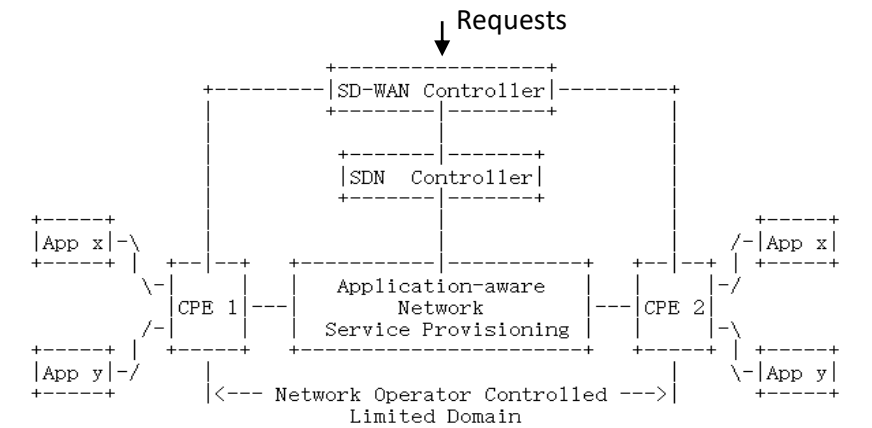 Requests
SD-WAN Controller
SDN Controller
App x
App x
Application-aware
CPE 1
Network
CPE 2
Service Provisioning
App y
App y
<--- Network Operator Controlled --->
Limited Domain